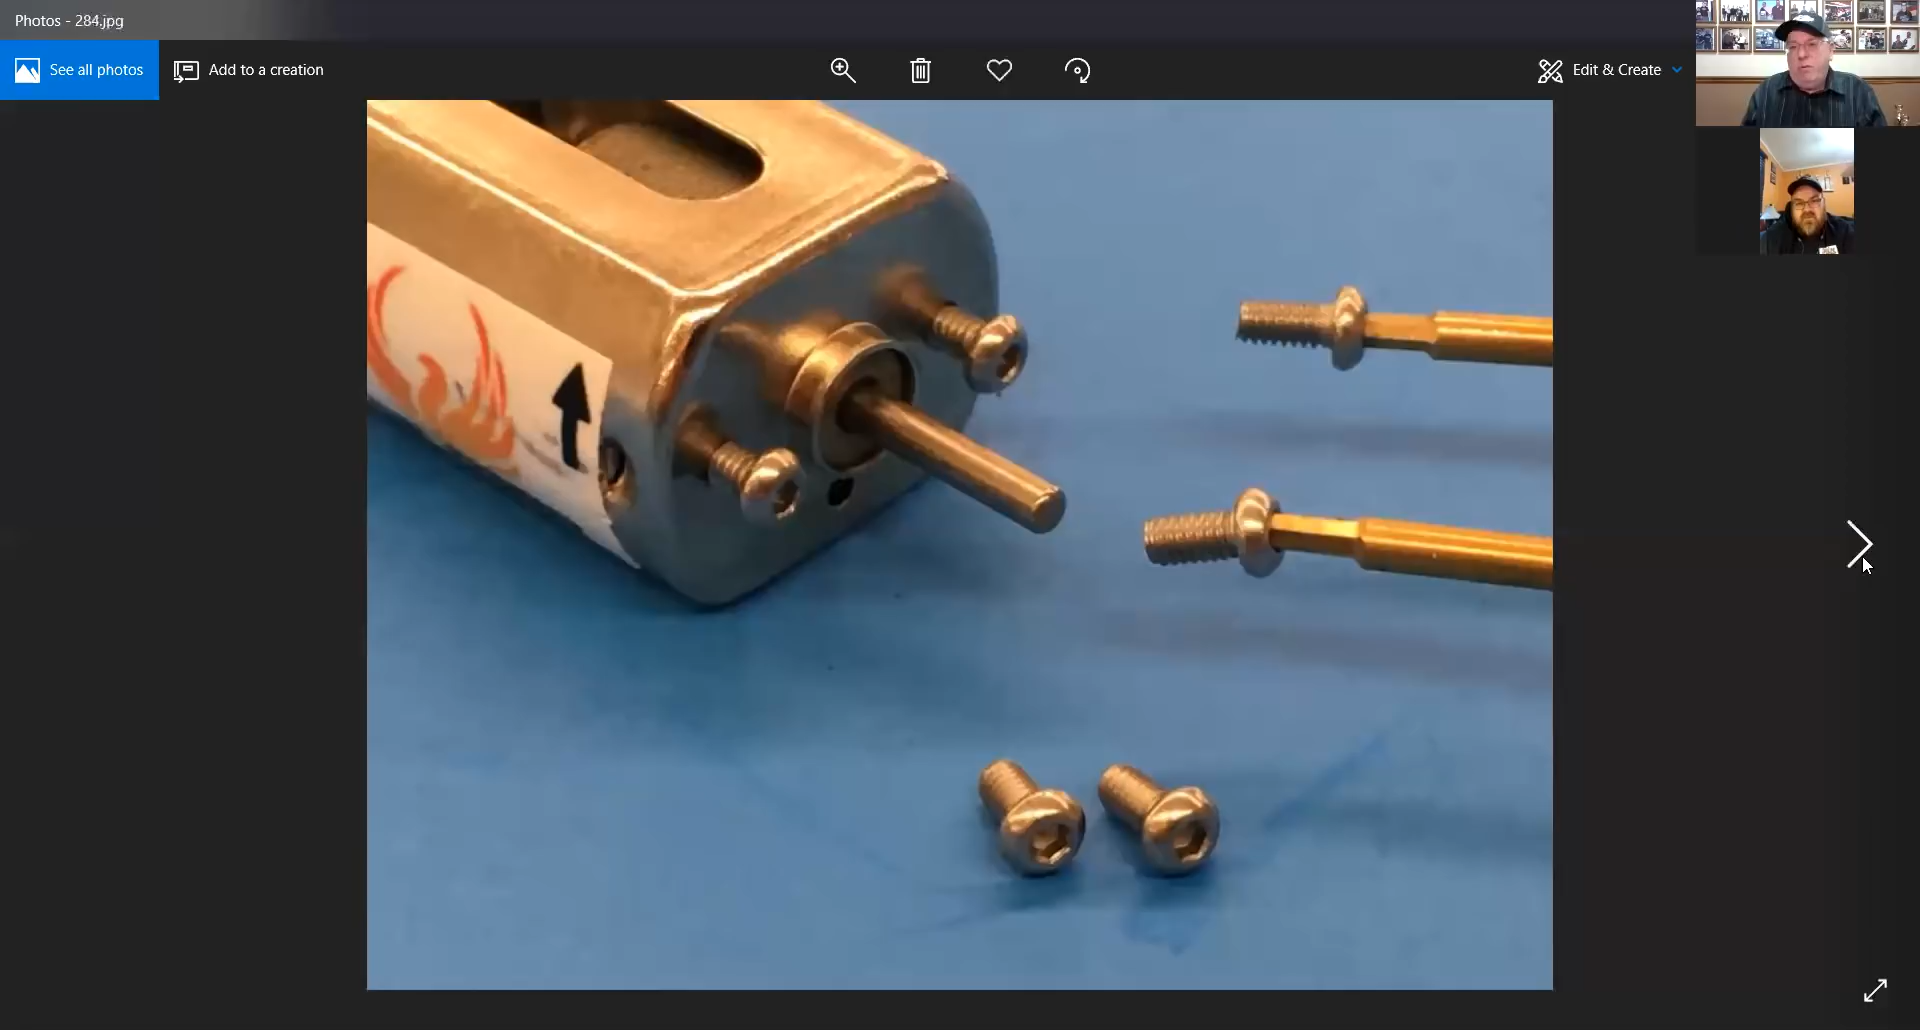 Photos - 284.jpg
See all photos
Add to a creation
Edit & Create